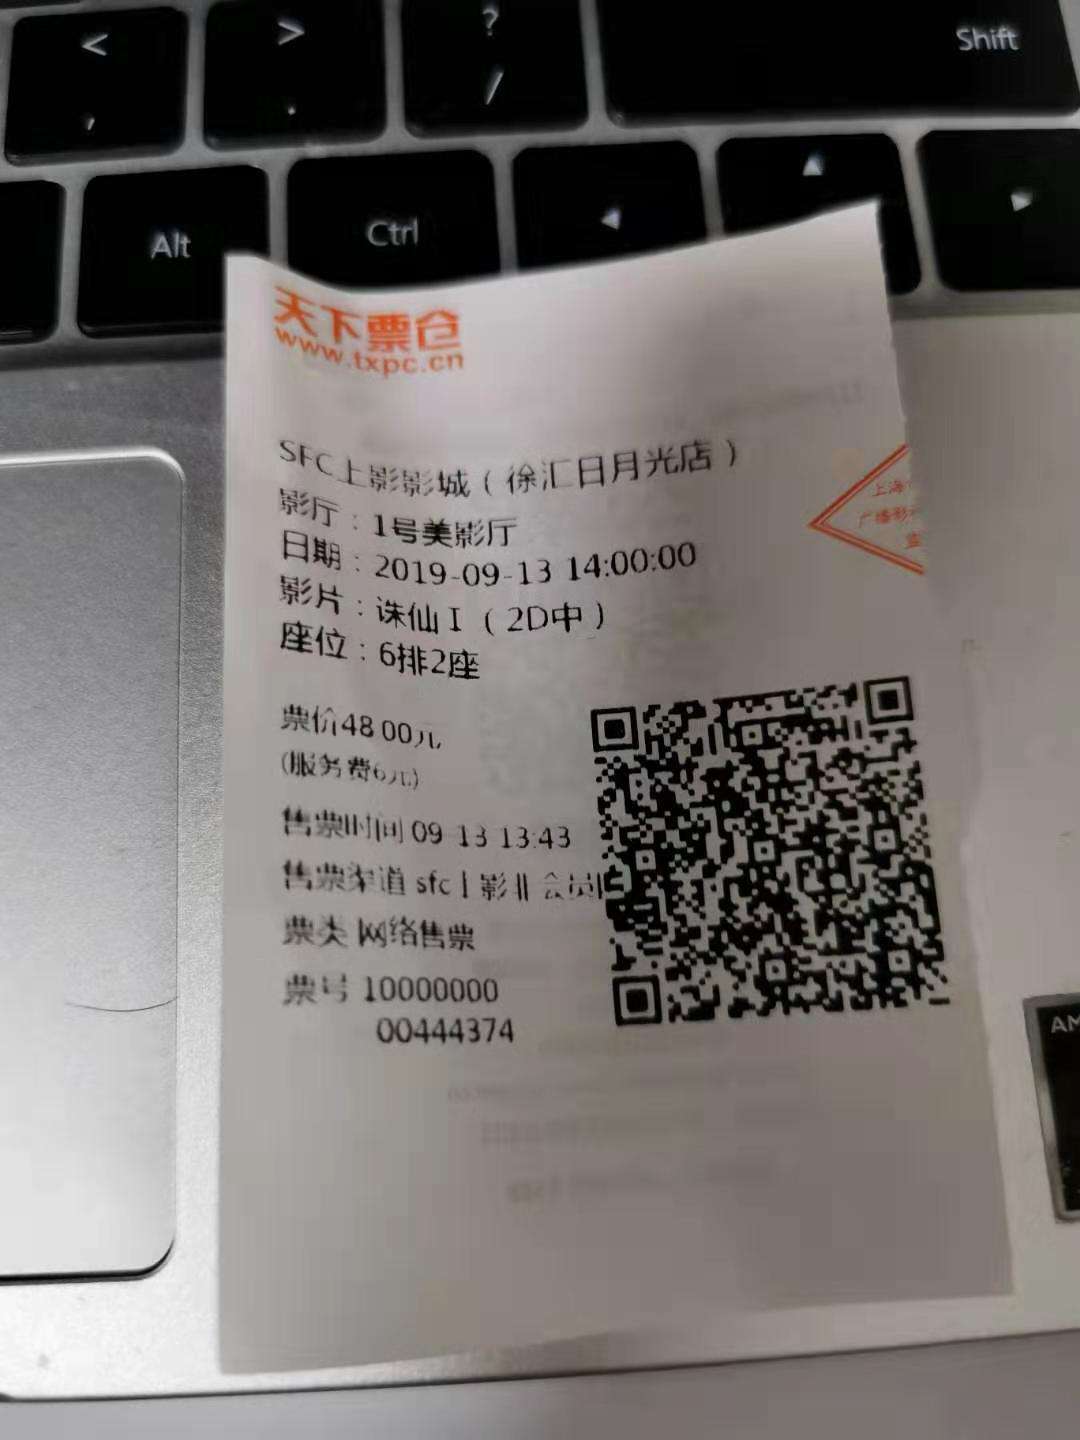 <
,
>
.
?
/
Shift
Alt
Ctrl
天下票仓
www.txpc.cn
SFC上影影城（徐汇日月光店）
影厅：1号美影厅
日期：2019-09-13 14:00:00
影片：诛仙Ⅰ（2D中）
座位：6排2座
上海
广播影
票价48.00元
(服务费6元)
售票时间 09-13 13:43
售票渠道 sfc上影非会员
票类 网络售票
票号 10000000
00444374
AM